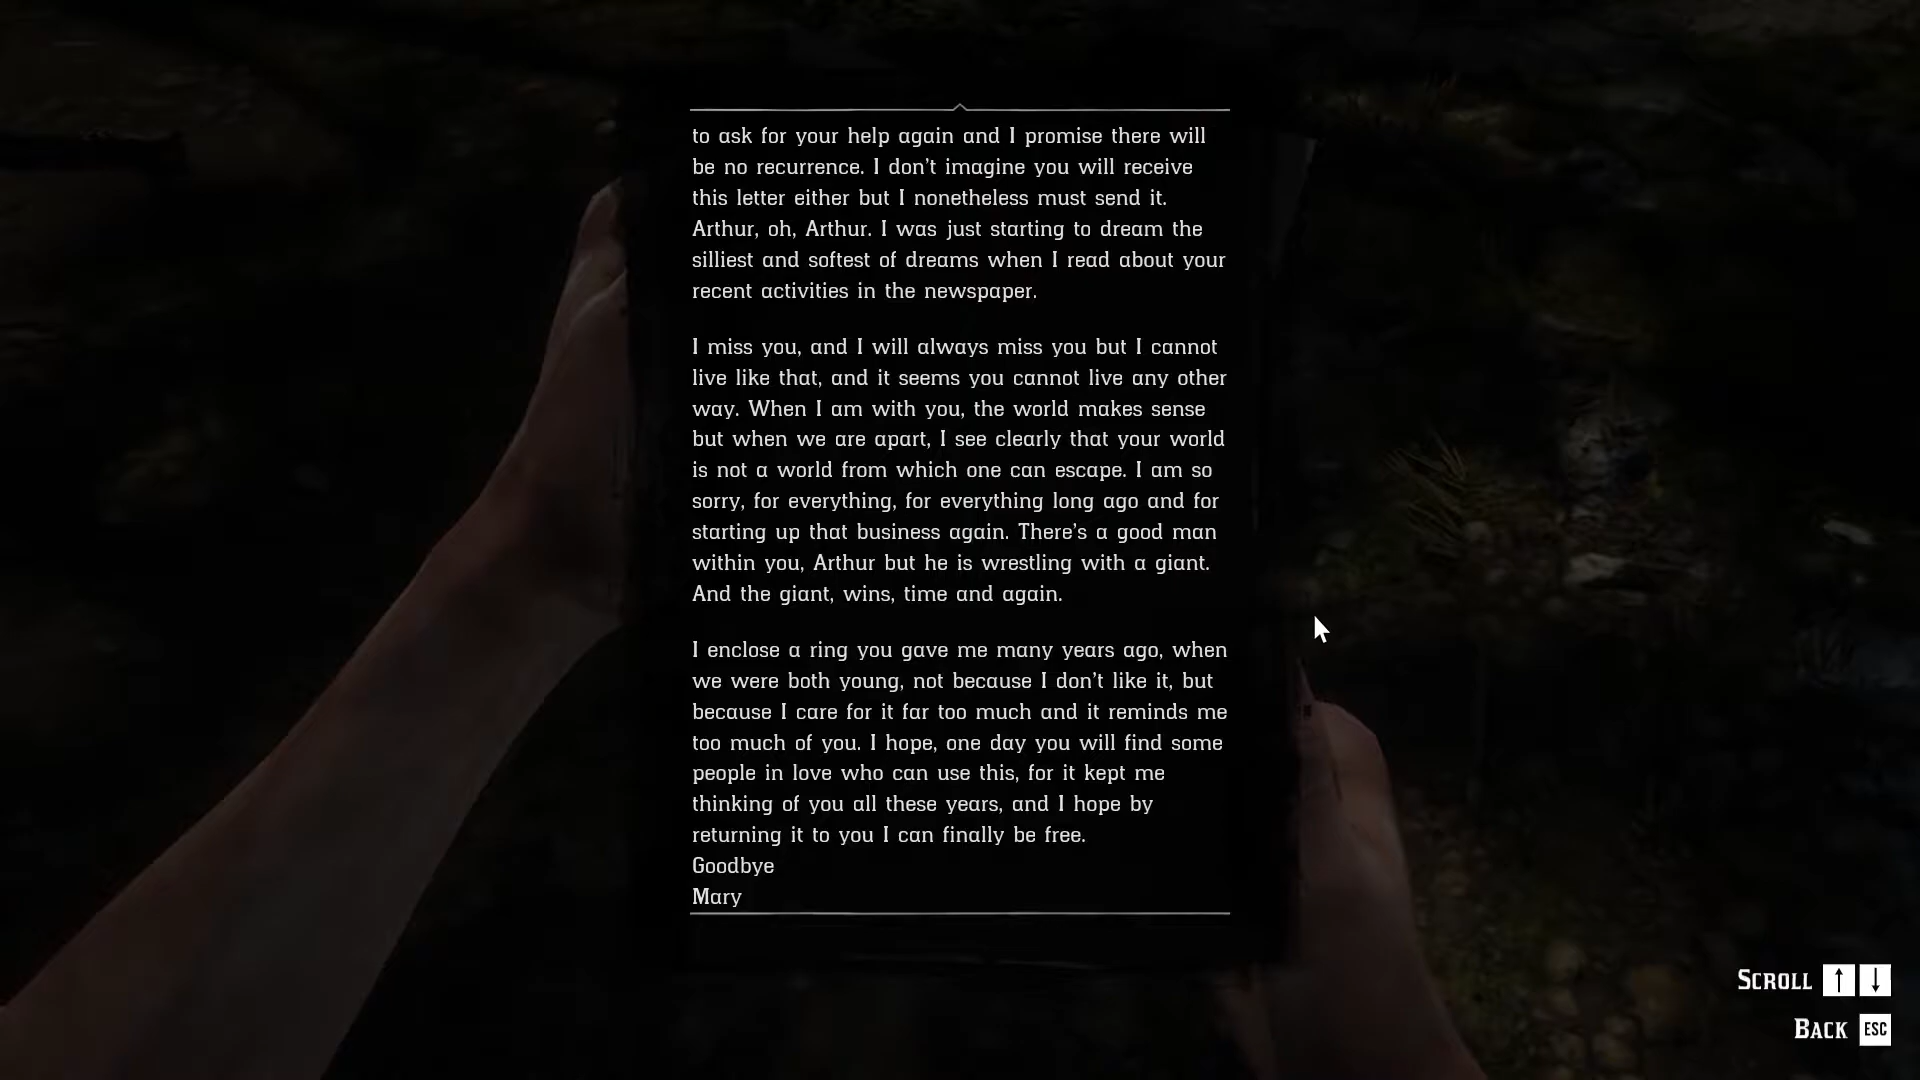 to ask for your help again and I promise there will
be no recurrence. I don't imagine you will receive
this letter either but I nonetheless must send it.
Arthur, oh, Arthur. I was just starting to dream the
silliest and softest of dreams when I read about your
recent activities in the newspaper.
I miss you, and I will always miss you but I cannot
live like that, and it seems you cannot live any other
way. When I am with you, the world makes sense
but when we are apart, I see clearly that your world
is not a world from which one can escape. I am so
sorry, for everything, for everything long ago and for
starting up that business again. There's a good man
within you, Arthur but he is wrestling with a giant.
And the giant, wins, time and again.
I enclose a ring you gave me many years ago, when
we were both young, not because I don't like it, but
because I care for it far too much and it reminds me
too much of you. I hope, one day you will find some
people in love who can use this, for it kept me
thinking of you all these years, and I hope by
returning it to you I can finally be free.
Goodbye
Mary
Scroll ↑ ↓
Back ESC